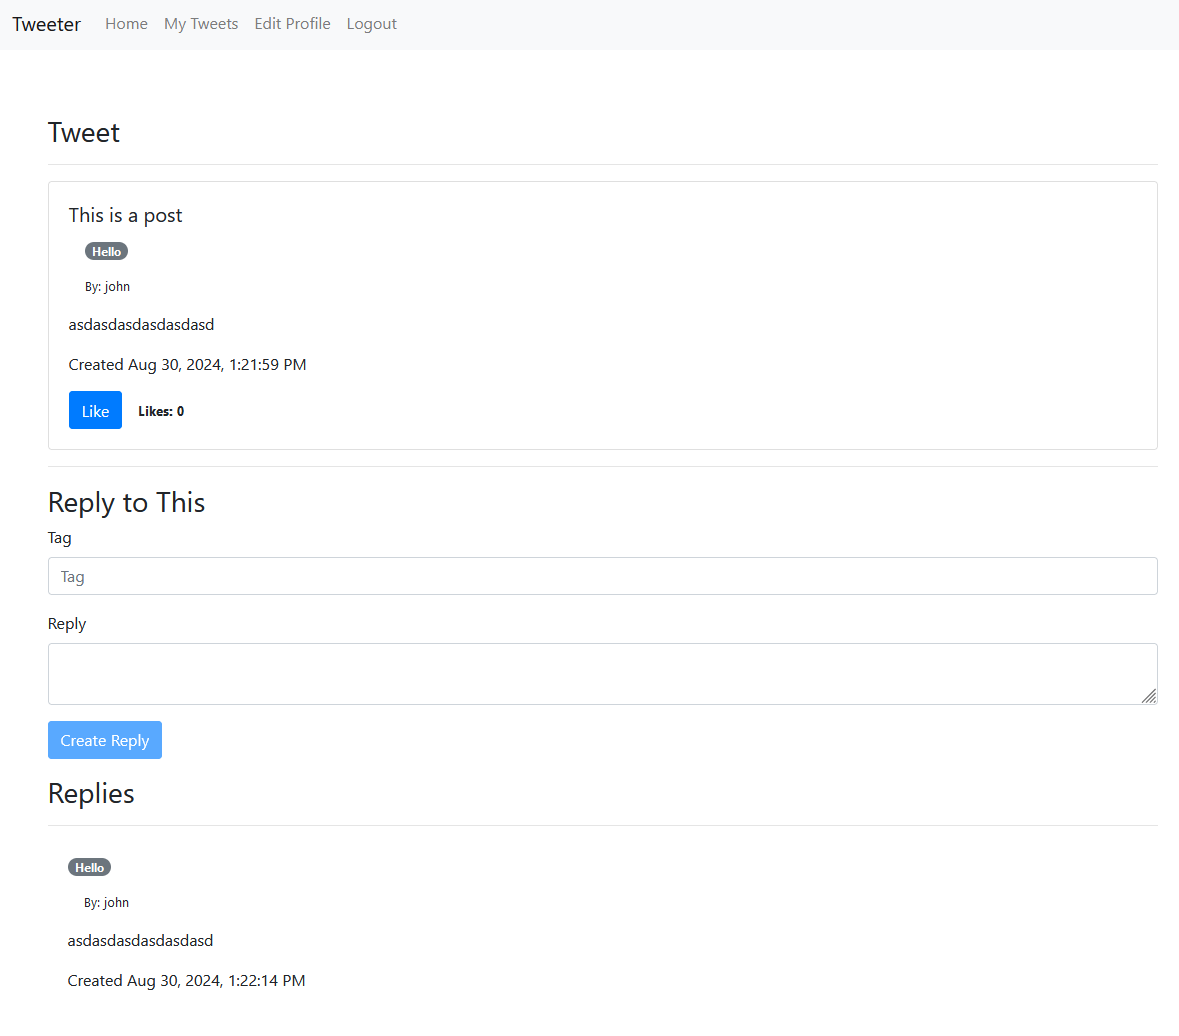 Tweeter Home My Tweets Edit Profile Logout
Tweet
This is a post
Hello
By: john
asdasdasdasdasdasd
Created Aug 30, 2024, 1:21:59 PM
Like Likes: 0
Reply to This
Tag
Tag
Reply
Create Reply
Replies
Hello
By: john
asdasdasdasdasdasd
Created Aug 30, 2024, 1:22:14 PM